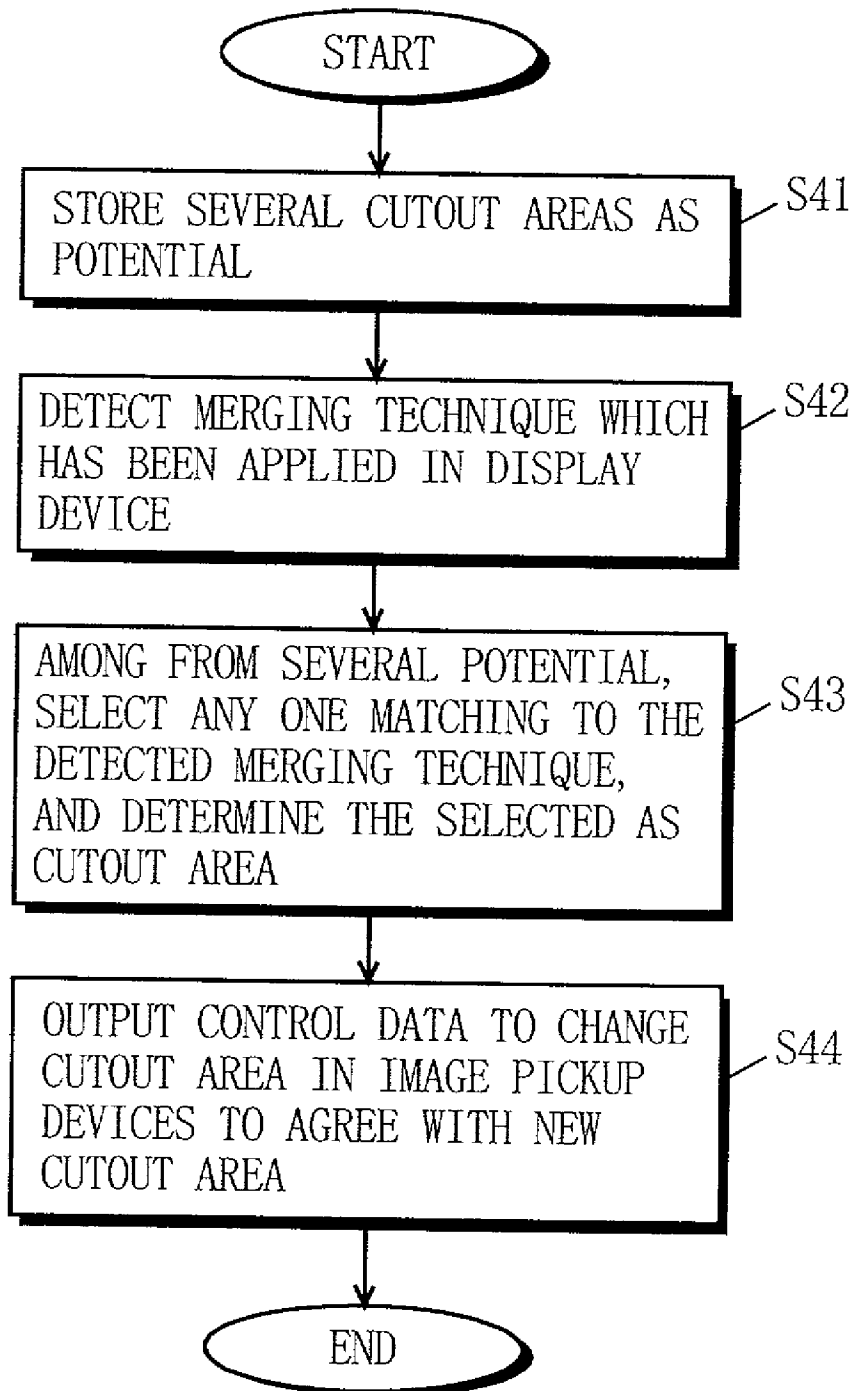 START
STORE SEVERAL CUTOUT AREAS AS
POTENTIAL
S41
DETECT MERGING TECHNIQUE WHICH
HAS BEEN APPLIED IN DISPLAY
DEVICE
S42
AMONG FROM SEVERAL POTENTIAL,
SELECT ANY ONE MATCHING TO THE
DETECTED MERGING TECHNIQUE,
AND DETERMINE THE SELECTED AS
CUTOUT AREA
S43
OUTPUT CONTROL DATA TO CHANGE
CUTOUT AREA IN IMAGE PICKUP
DEVICES TO AGREE WITH NEW
CUTOUT AREA
S44
END